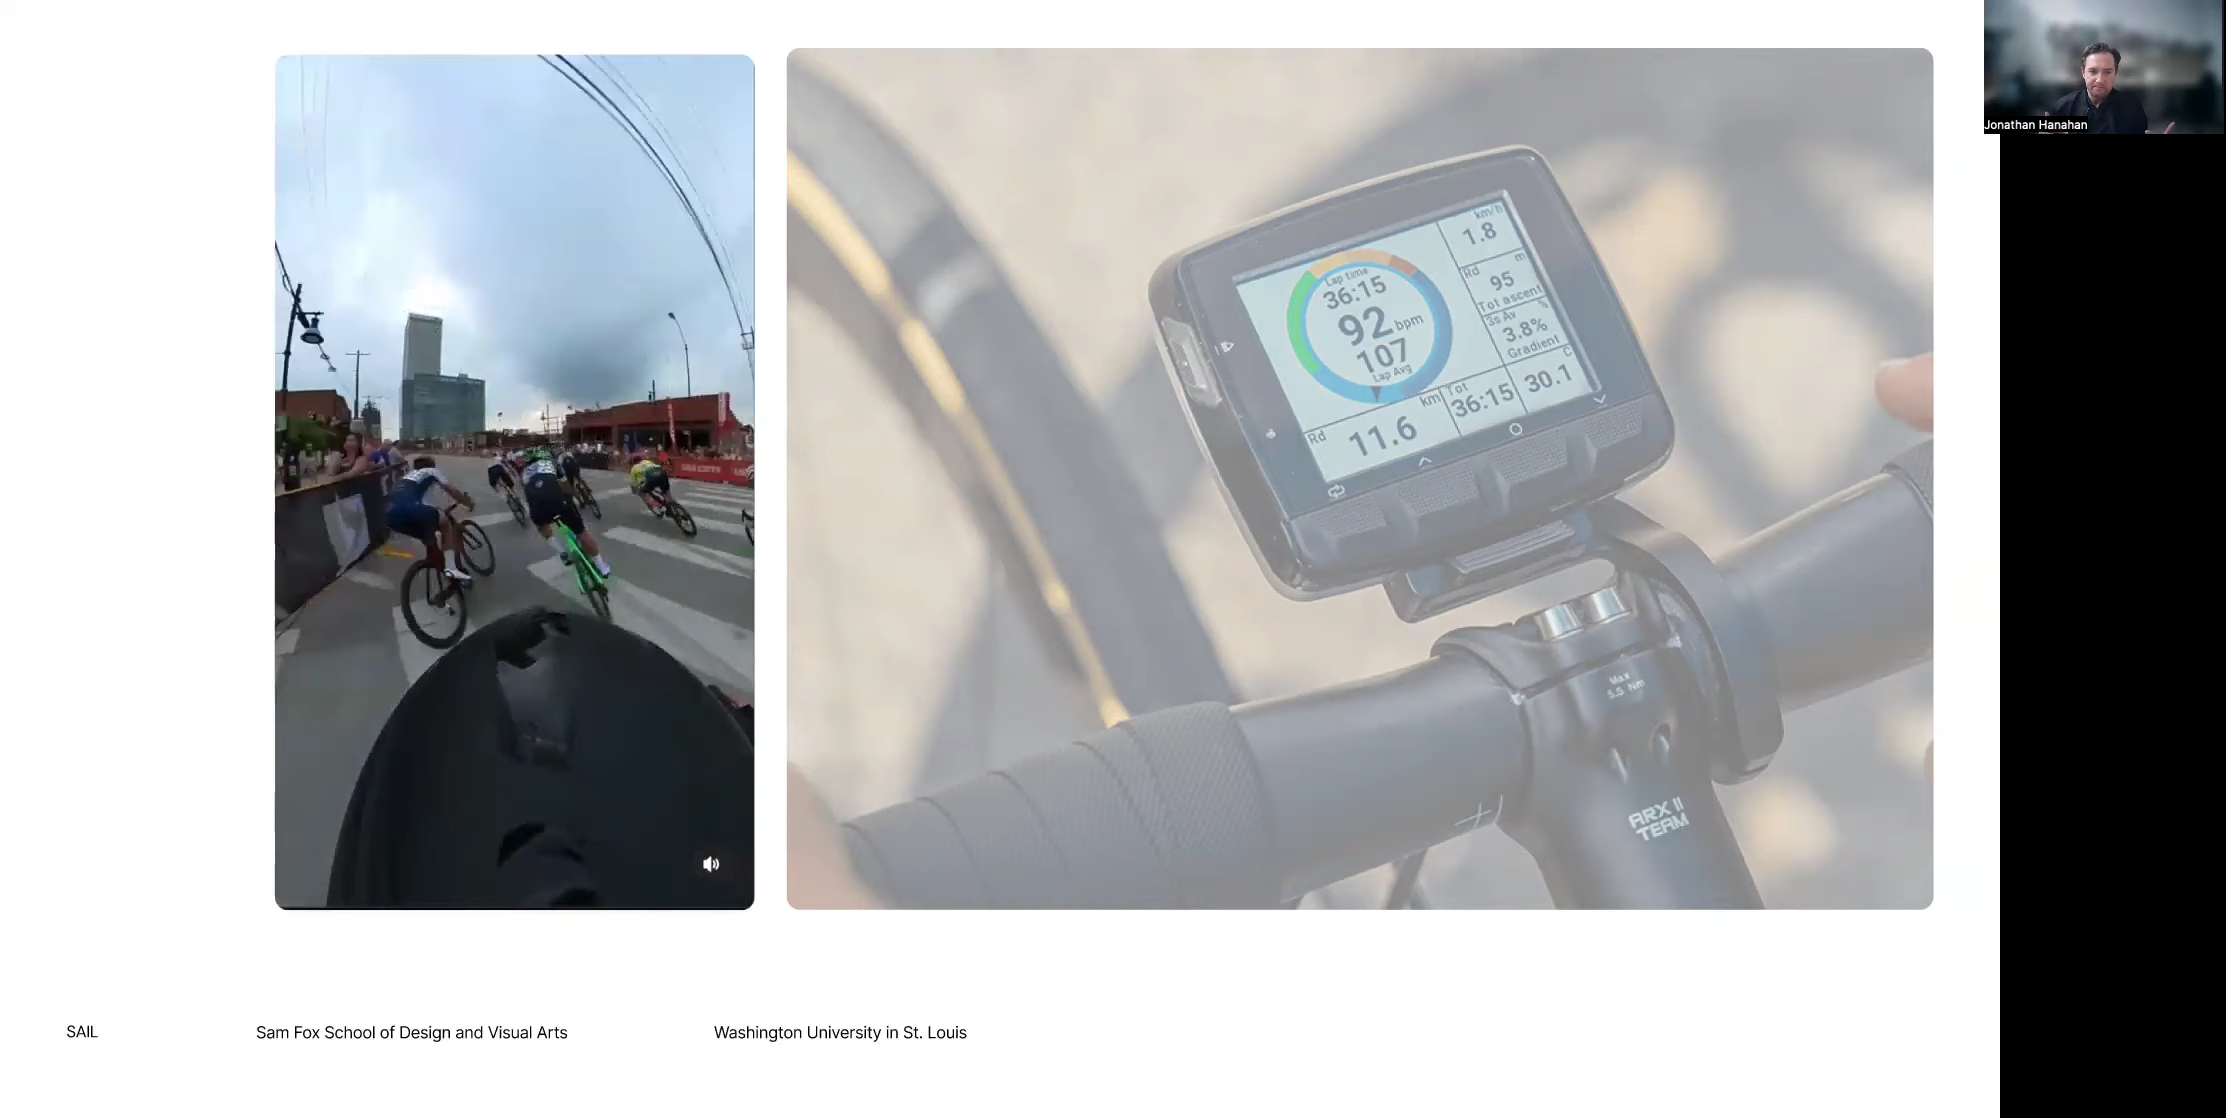 Jonathan Hanahan
km/h
1.8
Rd
m
95
Tot ascent
3s Av
%
3.8%
Gradient
C
30.1
Lap time
36:15
92 bpm
107
Lap Avg
km
Tot
36:15
Rd
11.6
Max
5.5 Nm
ARX II
TEAM
SAIL
Sam Fox School of Design and Visual Arts
Washington University in St. Louis